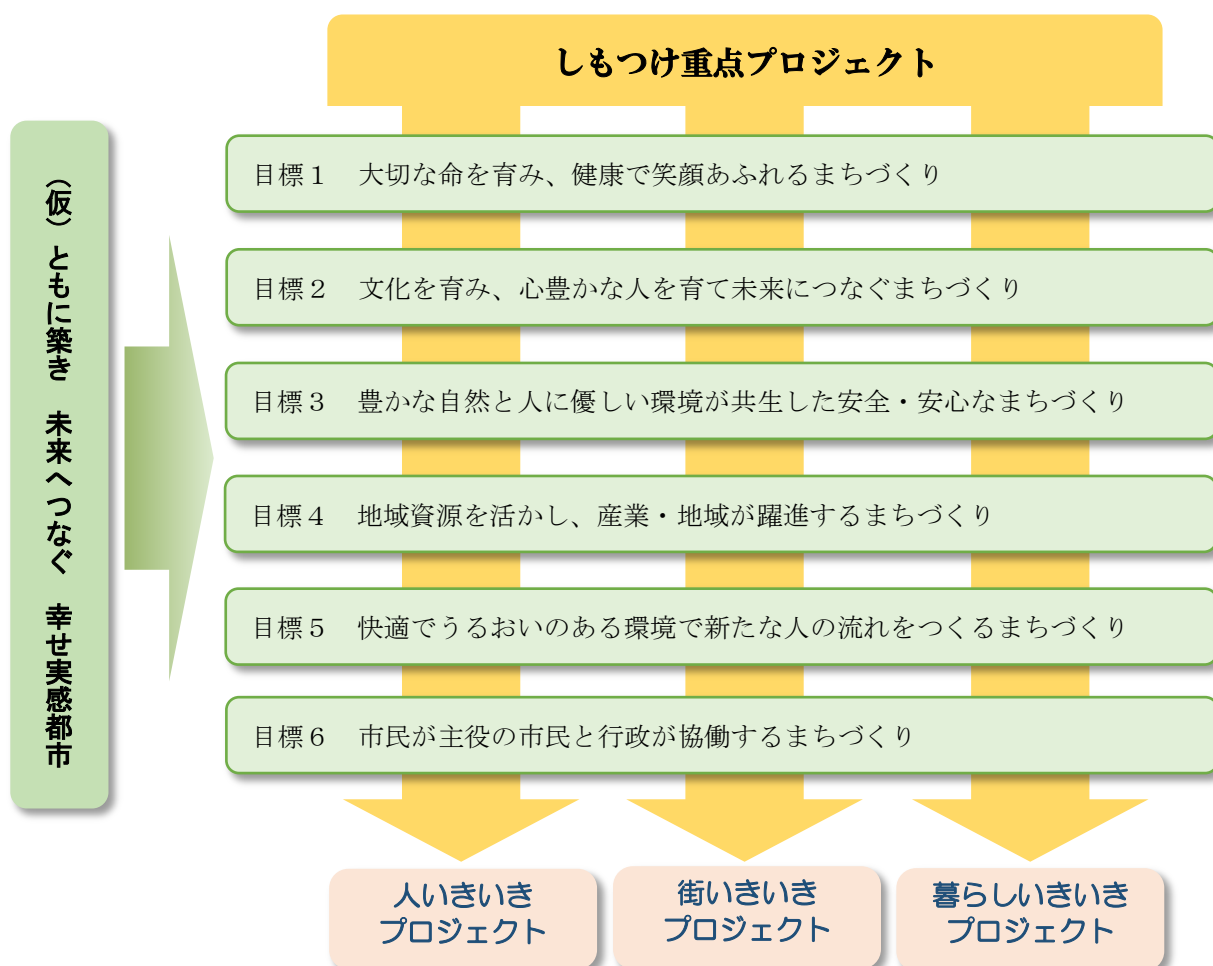 しもつけ重点プロジェクト
（仮）ともに築き　未来へつなぐ　幸せ実感都市
目標１　大切な命を育み、健康で笑顔あふれるまちづくり
目標２　文化を育み、心豊かな人を育て未来につなぐまちづくり
目標３　豊かな自然と人に優しい環境が共生した安全・安心なまちづくり
目標４　地域資源を活かし、産業・地域が躍進するまちづくり
目標５　快適でうるおいのある環境で新たな人の流れをつくるまちづくり
目標６　市民が主役の市民と行政が協働するまちづくり
人いきいき
プロジェクト
街いきいき
プロジェクト
暮らしいきいき
プロジェクト